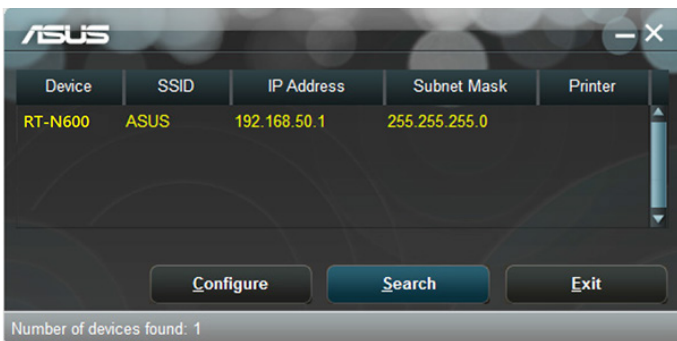 ASUS
Device SSID IP Address Subnet Mask Printer
RT-N600 ASUS 192.168.50.1 255.255.255.0
Configure Search Exit
Number of devices found: 1